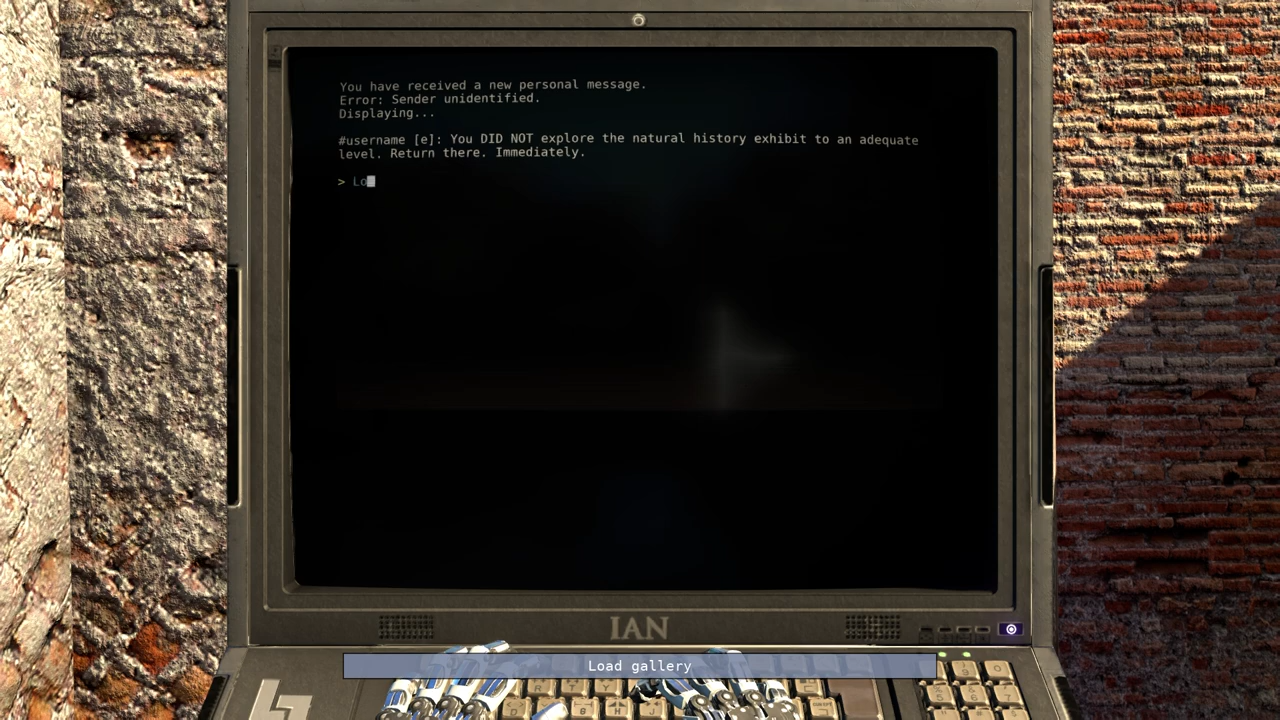 You have received a new personal message.
Error: Sender unidentified.
Displaying...
#username [e]: You DID NOT explore the natural history exhibit to an adequate
level. Return there. Immediately.
> Lo
IAN
Load gallery